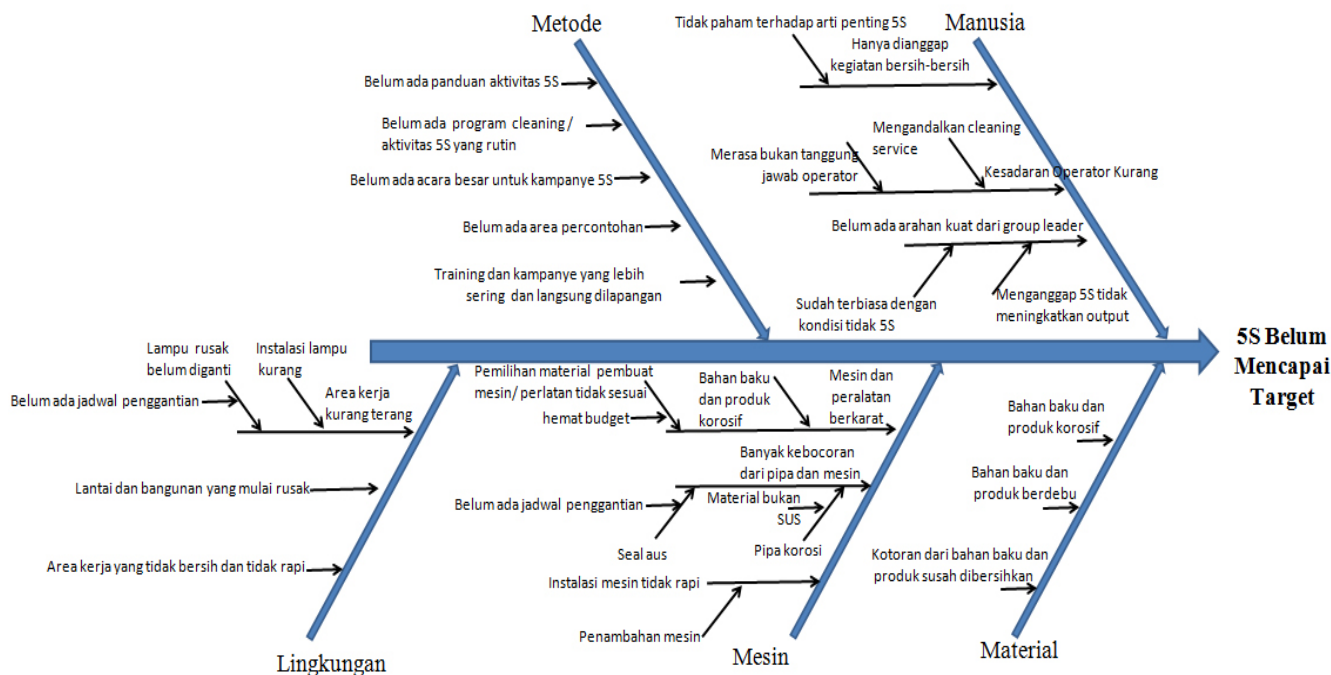 Metode
Belum ada panduan aktivitas 5S
Belum ada program cleaning /
aktivitas 5S yang rutin
Belum ada acara besar untuk kampanye 5S
Belum ada area percontohan
Training dan kampanye yang lebih
sering dan langsung dilapangan
Manusia
Tidak paham terhadap arti penting 5S
Hanya dianggap
kegiatan bersih-bersih
Mengandalkan cleaning
service
Merasa bukan tanggung
jawab operator
Kesadaran Operator Kurang
Belum ada arahan kuat dari group leader
Sudah terbiasa dengan
kondisi tidak 5S
Menganggap 5S tidak
meningkatkan output
5S Belum
Mencapai
Target
Lampu rusak
belum diganti
Instalasi lampu
kurang
Belum ada jadwal penggantian
Area kerja
kurang terang
Lantai dan bangunan yang mulai rusak
Area kerja yang tidak bersih dan tidak rapi
Lingkungan
Pemilihan material pembuat
mesin/ perlatan tidak sesuai
hemat budget
Bahan baku
dan produk
korosif
Mesin dan
peralatan
berkarat
Banyak kebocoran
dari pipa dan mesin
Belum ada jadwal penggantian
Material bukan
SUS
Seal aus
Pipa korosi
Instalasi mesin tidak rapi
Penambahan mesin
Mesin
Bahan baku dan
produk korosif
Bahan baku dan
produk berdebu
Kotoran dari bahan baku dan
produk susah dibersihkan
Material